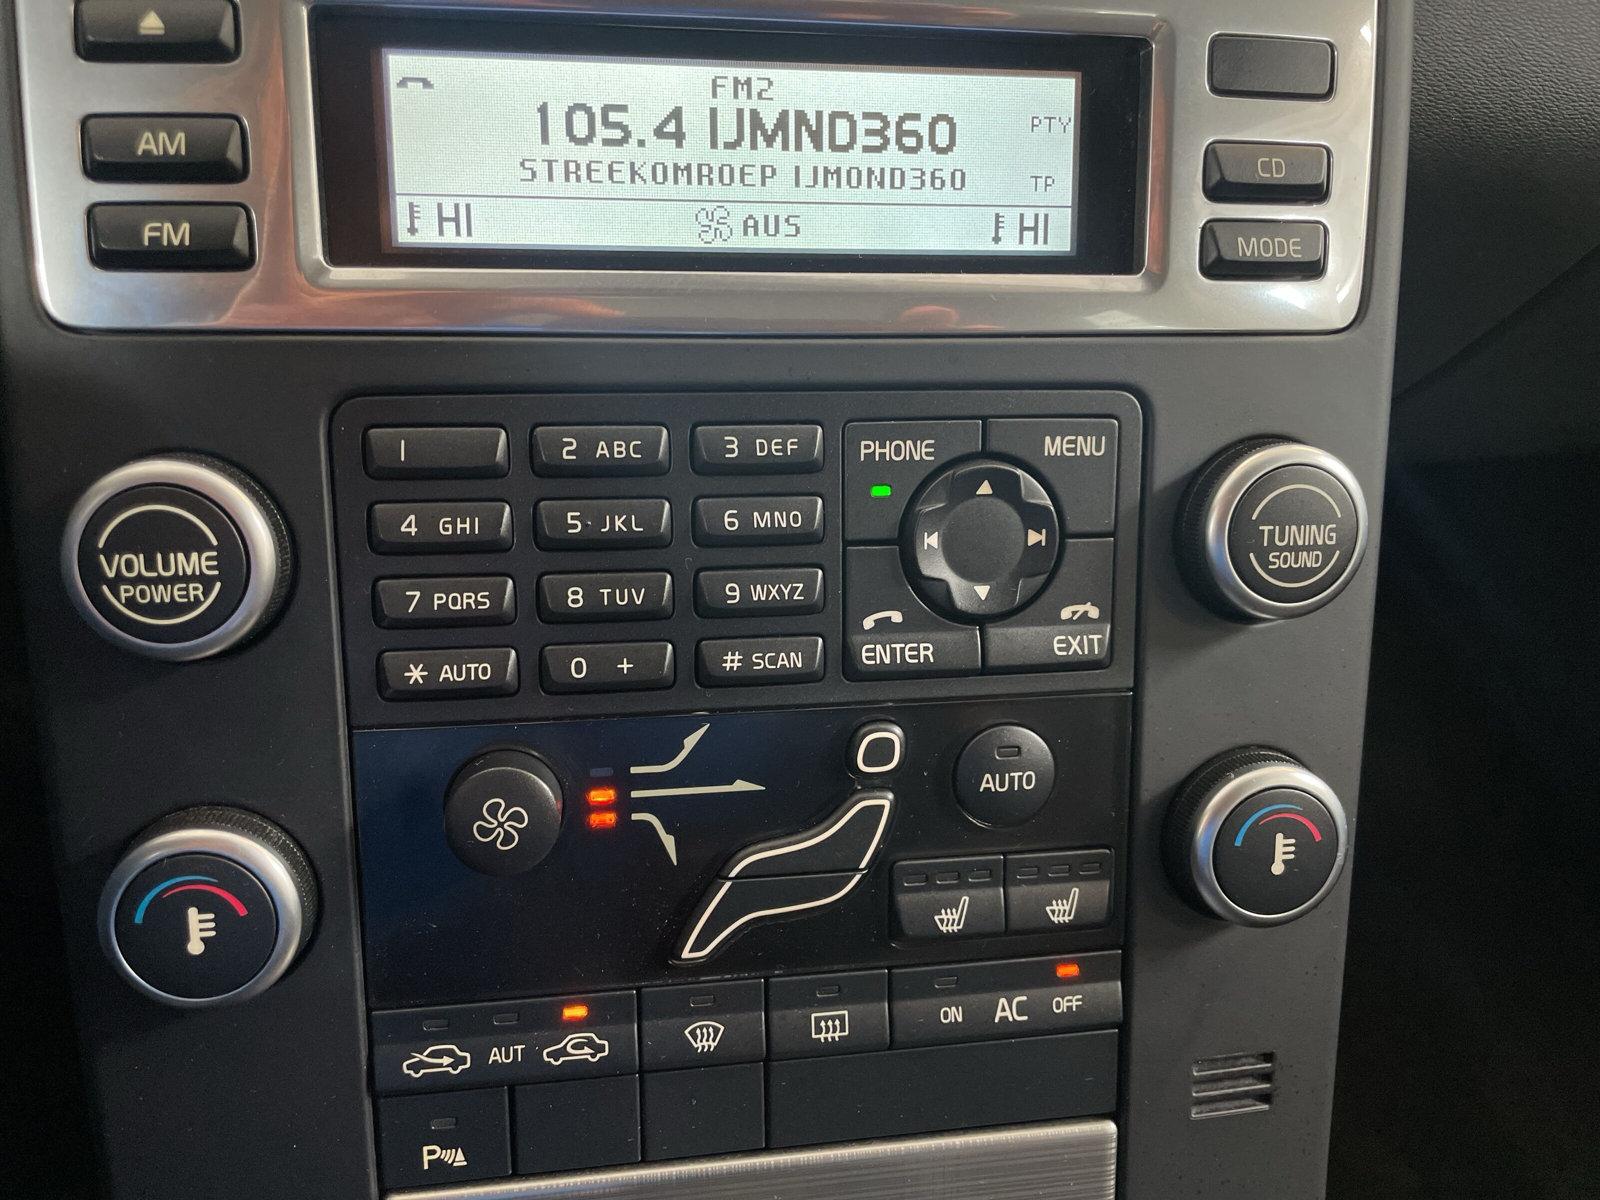 FM2
105.4 IJMND360
PTY
STREEKOMROEP IJMOND360
TP
HI
AUS
HI
AM
FM
CD
MODE
1
2 ABC
3 DEF
4 GHI
5 JKL
6 MNO
7 PQRS
8 TUV
9 WXYZ
* AUTO
0 +
# SCAN
PHONE
MENU
ENTER
EXIT
VOLUME
POWER
TUNING
SOUND
AUTO
AUT
ON AC OFF
P